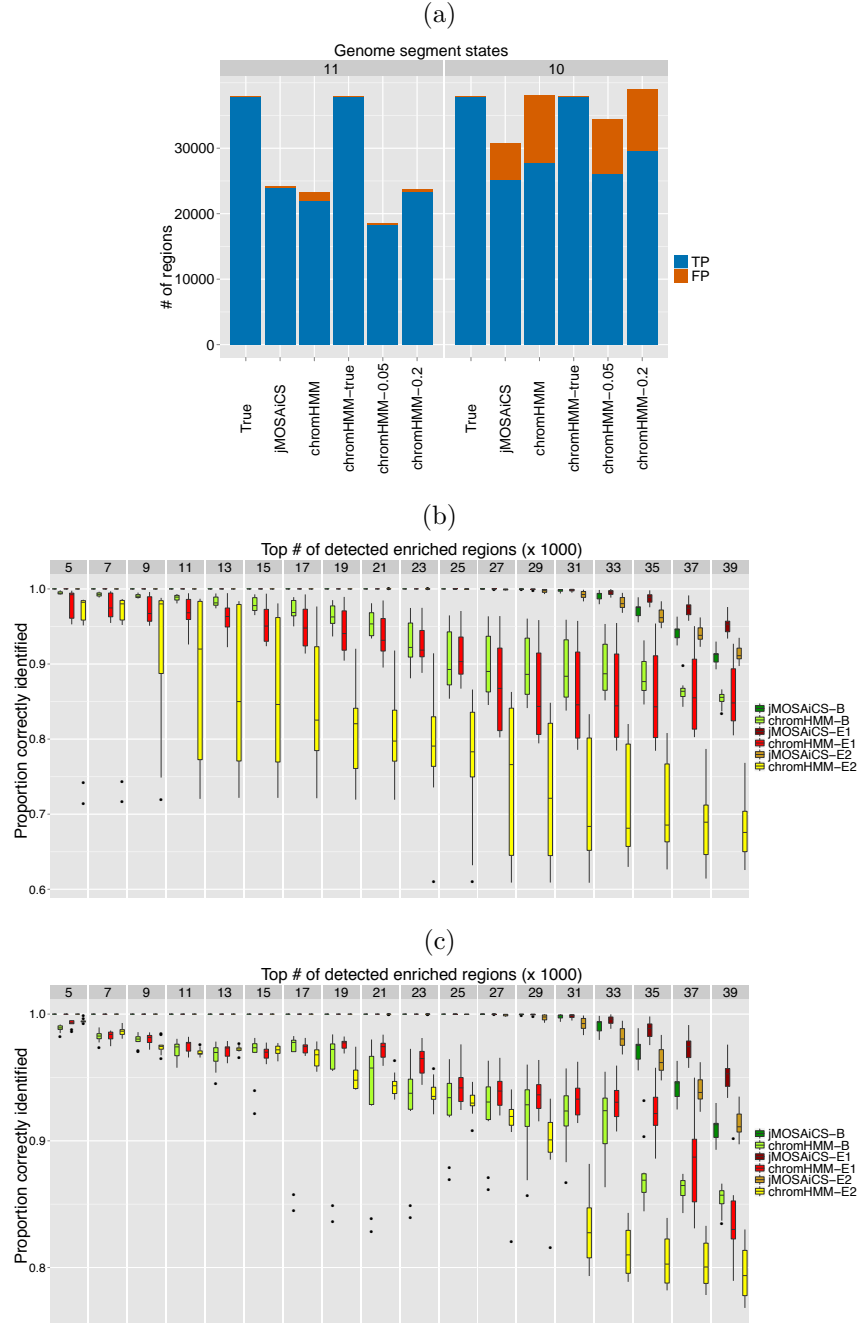 (a)
Genome segment states
11 10
# of regions
30000
20000
10000
0
TP
FP
True
jMOSAiCS
chromHMM
chromHMM−true
chromHMM−0.05
chromHMM−0.2
True
jMOSAiCS
chromHMM
chromHMM−true
chromHMM−0.05
chromHMM−0.2
(b)
Top # of detected enriched regions (x 1000)
5 7 9 11 13 15 17 19 21 23 25 27 29 31 33 35 37 39
Proportion correctly identified
1.0
0.9
0.8
0.7
0.6
jMOSAiCS−B
chromHMM−B
jMOSAiCS−E1
chromHMM−E1
jMOSAiCS−E2
chromHMM−E2
(c)
Top # of detected enriched regions (x 1000)
5 7 9 11 13 15 17 19 21 23 25 27 29 31 33 35 37 39
Proportion correctly identified
1.0
0.9
0.8
jMOSAiCS−B
chromHMM−B
jMOSAiCS−E1
chromHMM−E1
jMOSAiCS−E2
chromHMM−E2